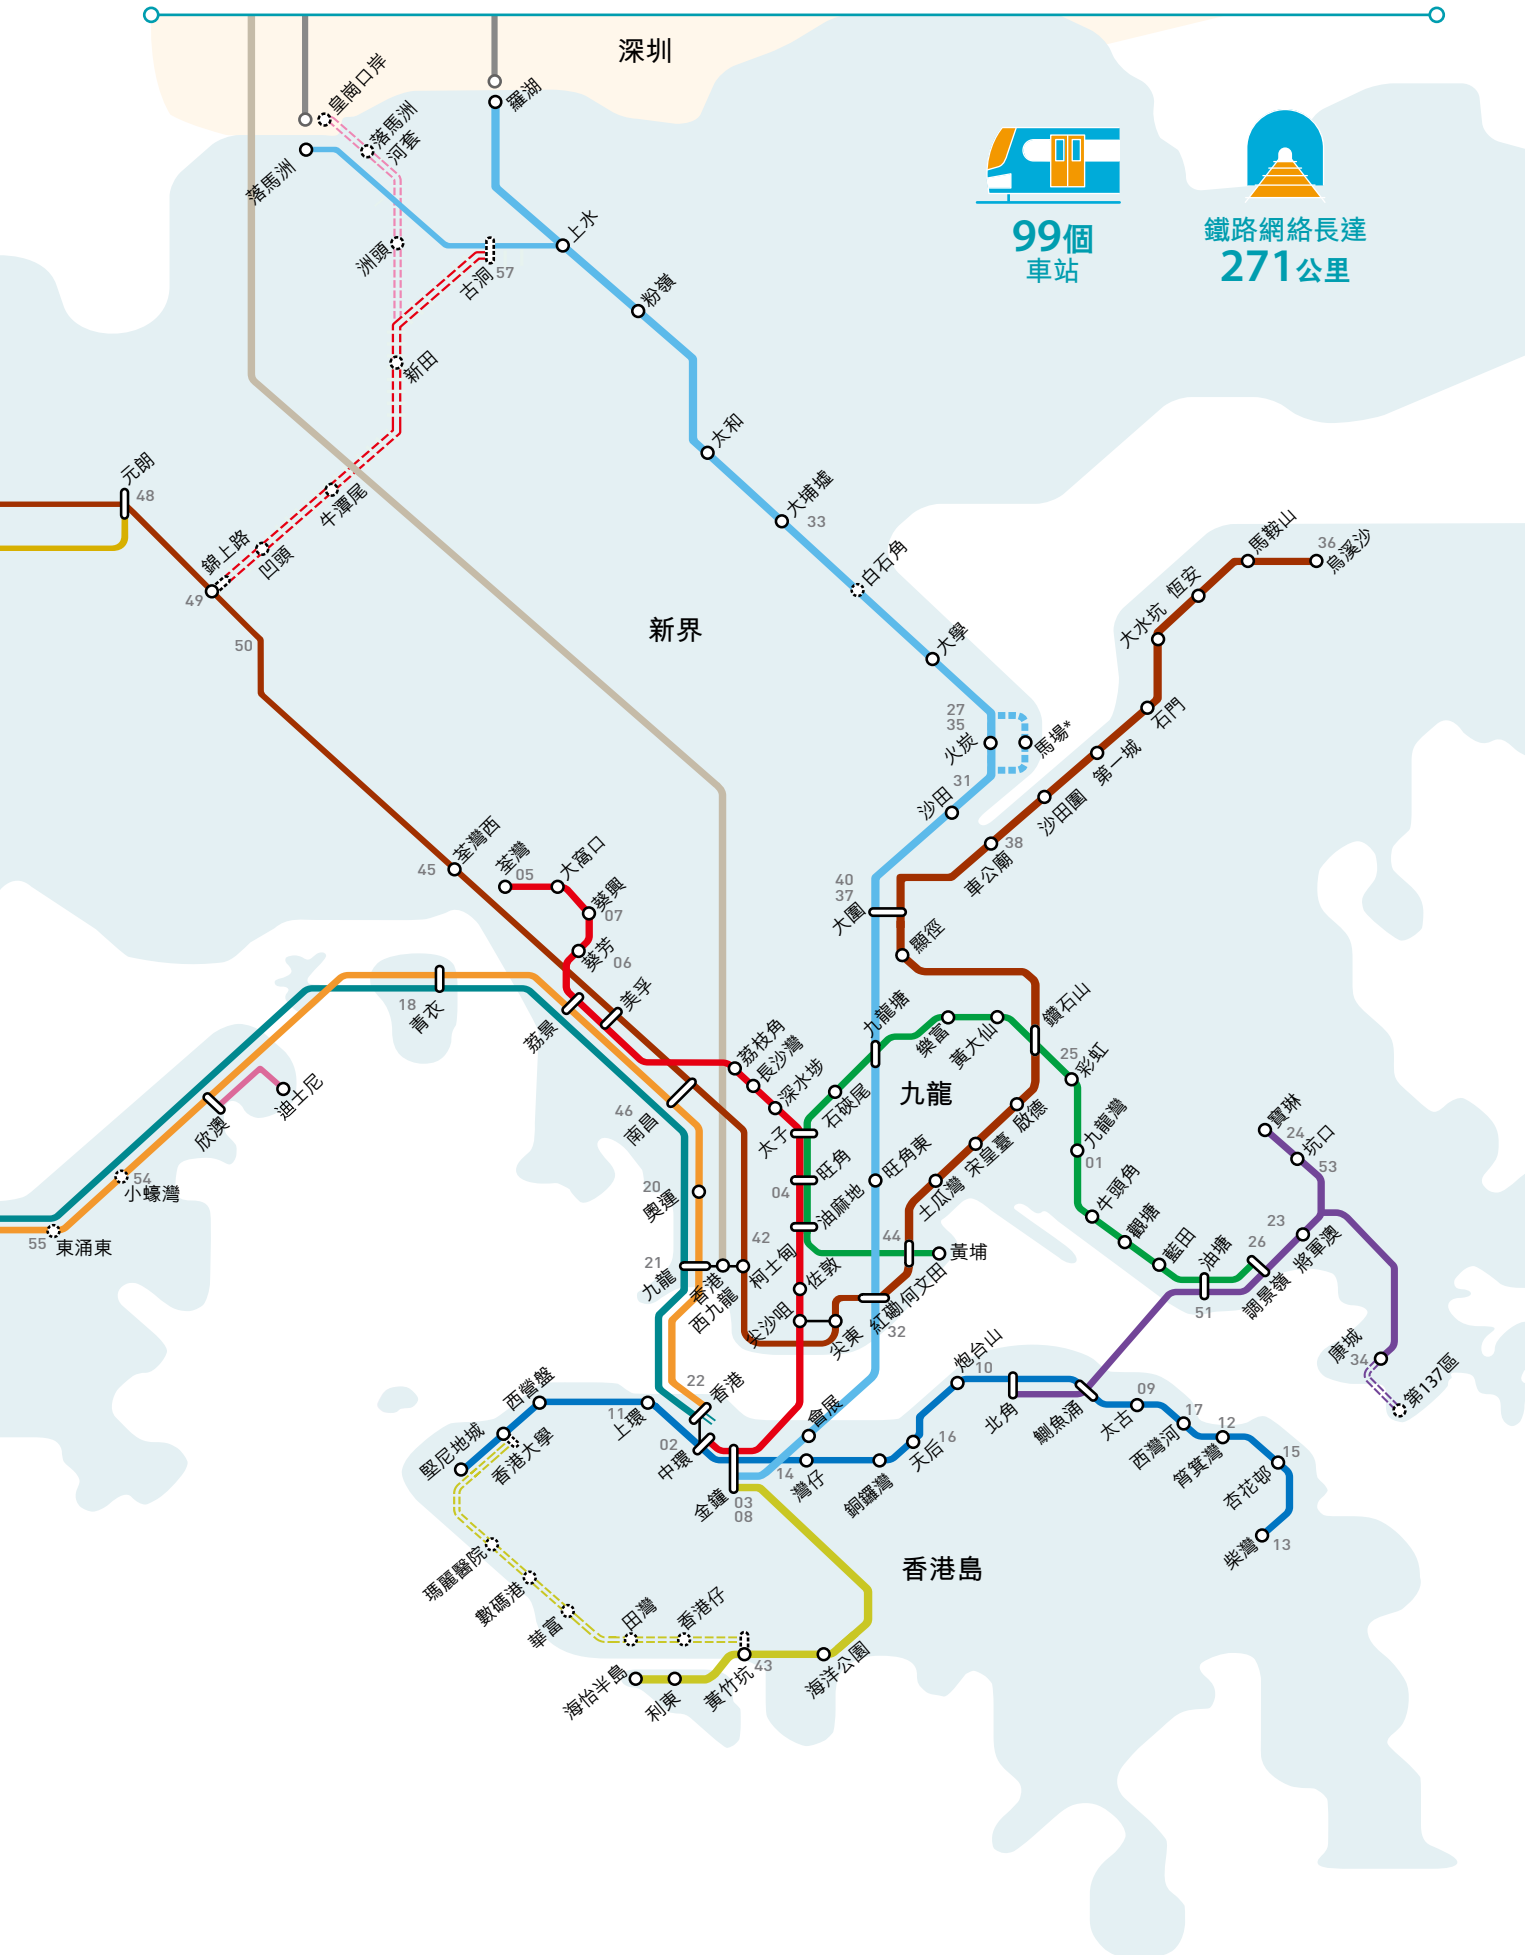 深圳
皇崗口岸
羅湖
落馬洲
河套
落馬洲
99個
車站
鐵路網絡長達
271公里
上水
洲頭
古洞
57
粉嶺
新田
太和
元朗
48
大埔墟
33
牛潭尾
錦上路
凹頭
49
馬鞍山
36
烏溪沙
白石角
恆安
大水坑
新界
50
大學
27
35
石門
火炭
馬場*
第一城
31
沙田
沙田圍
38
車公廟
荃灣西
45
荃灣
05
大窩口
葵興
07
40
37
大圍
顯徑
葵芳
06
18
青衣
荔景
美孚
九龍塘
樂富
黃大仙
鑽石山
荔枝角
長沙灣
深水埗
25
彩虹
九龍
迪士尼
欣澳
46
南昌
太子
石硤尾
啟德
宋皇臺
九龍灣
01
寶琳
24
坑口
53
54
小蠔灣
20
奧運
04
旺角
旺角東
土瓜灣
牛頭角
觀塘
藍田
油塘
23
26
將軍澳
調景嶺
55
東涌東
油麻地
42
44
黃埔
21
九龍
香港
西九龍
柯士甸
佐敦
何文田
尖沙咀
尖東
紅磡
32
51
康城
34
第137區
炮台山
10
22
香港
西營盤
11
上環
會展
北角
鰂魚涌
09
太古
17
西灣河
12
筲箕灣
15
杏花邨
堅尼地城
香港大學
02
中環
14
灣仔
銅鑼灣
天后
16
金鐘
03
08
柴灣
13
香港島
瑪麗醫院
數碼港
華富
田灣
香港仔
海怡半島
利東
黃竹坑
43
海洋公園